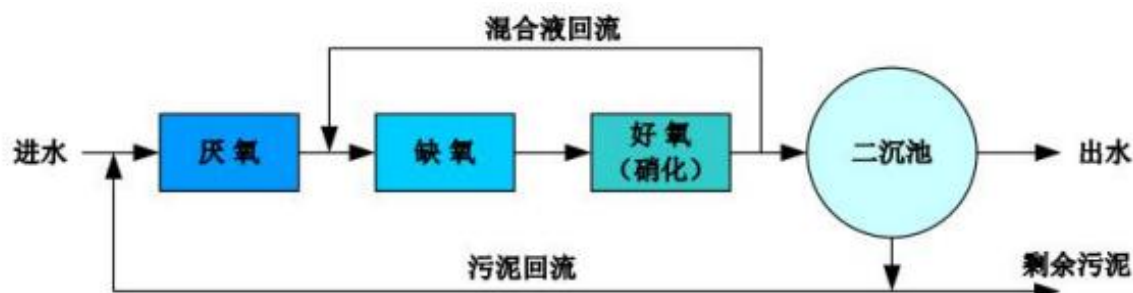 混合液回流
进水
厌氧
缺氧
好氧
（硝化）
二沉池
出水
污泥回流
剩余污泥